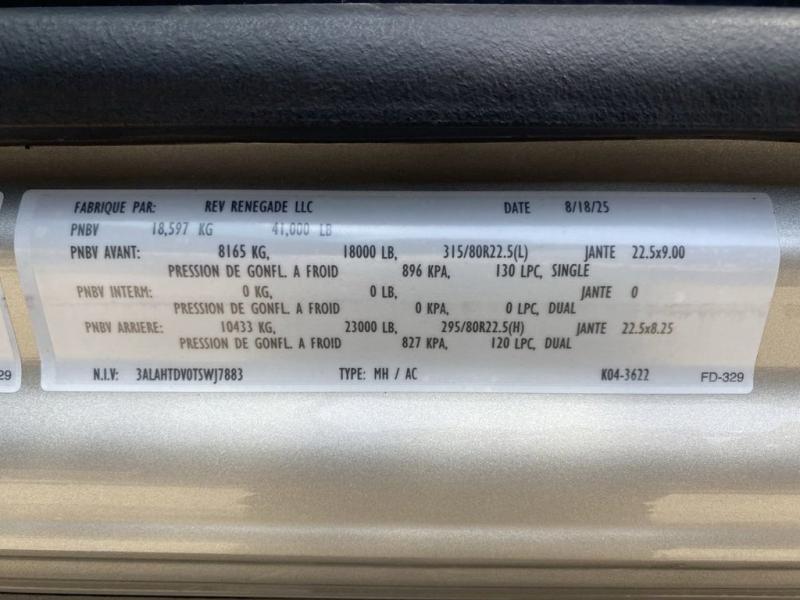 FABRIQUE PAR: REV RENEGADE LLC DATE 8/18/25
PNBV 18,597 KG 41,000 LB
PNBV AVANT: 8165 KG, 18000 LB, 315/80R22.5(L) JANTE 22.5x9.00
PRESSION DE GONFL. A FROID 896 KPA, 130 LPC, SINGLE
PNBV INTERM: 0 KG, 0 LB, JANTE 0
PRESSION DE GONFL. A FROID 0 KPA, 0 LPC, DUAL
PNBV ARRIERE: 10433 KG, 23000 LB, 295/80R22.5(H) JANTE 22.5x8.25
PRESSION DE GONFL. A FROID 827 KPA, 120 LPC, DUAL
N.I.V: 3ALAHTDV0TSWJ7883 TYPE: MH / AC K04-3622 FD-329
29